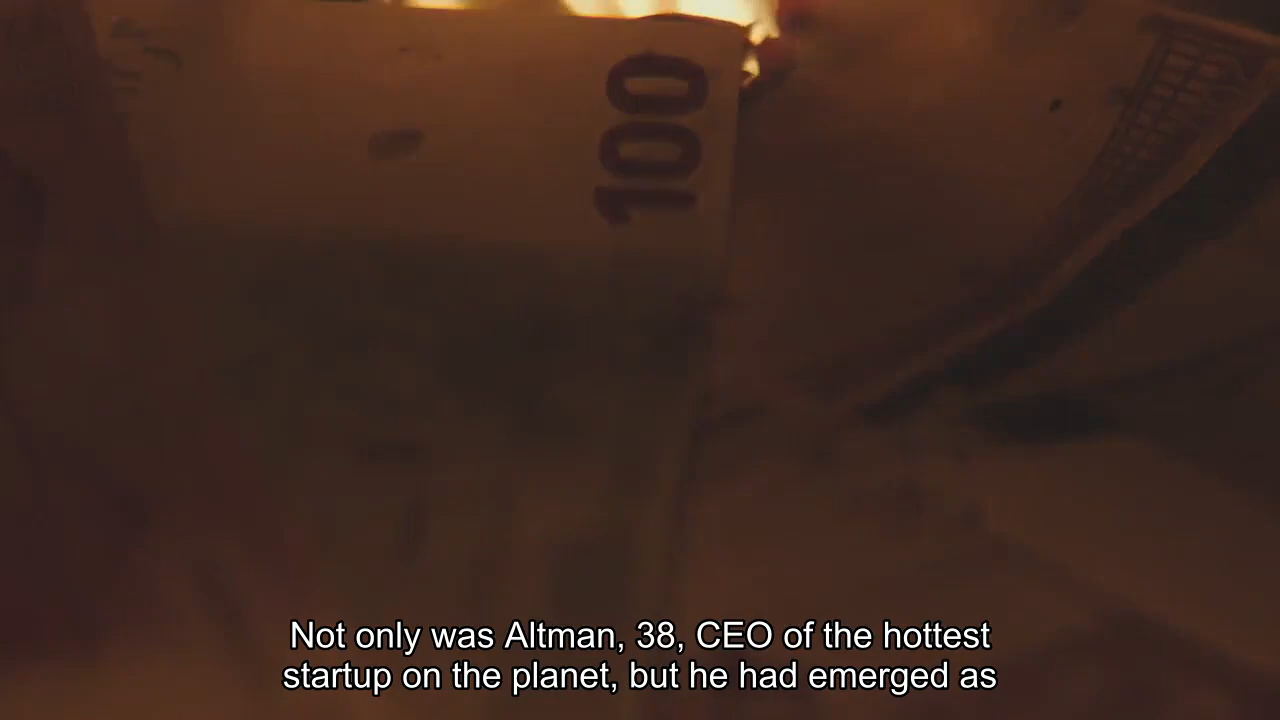 100
Not only was Altman, 38, CEO of the hottest
startup on the planet, but he had emerged as